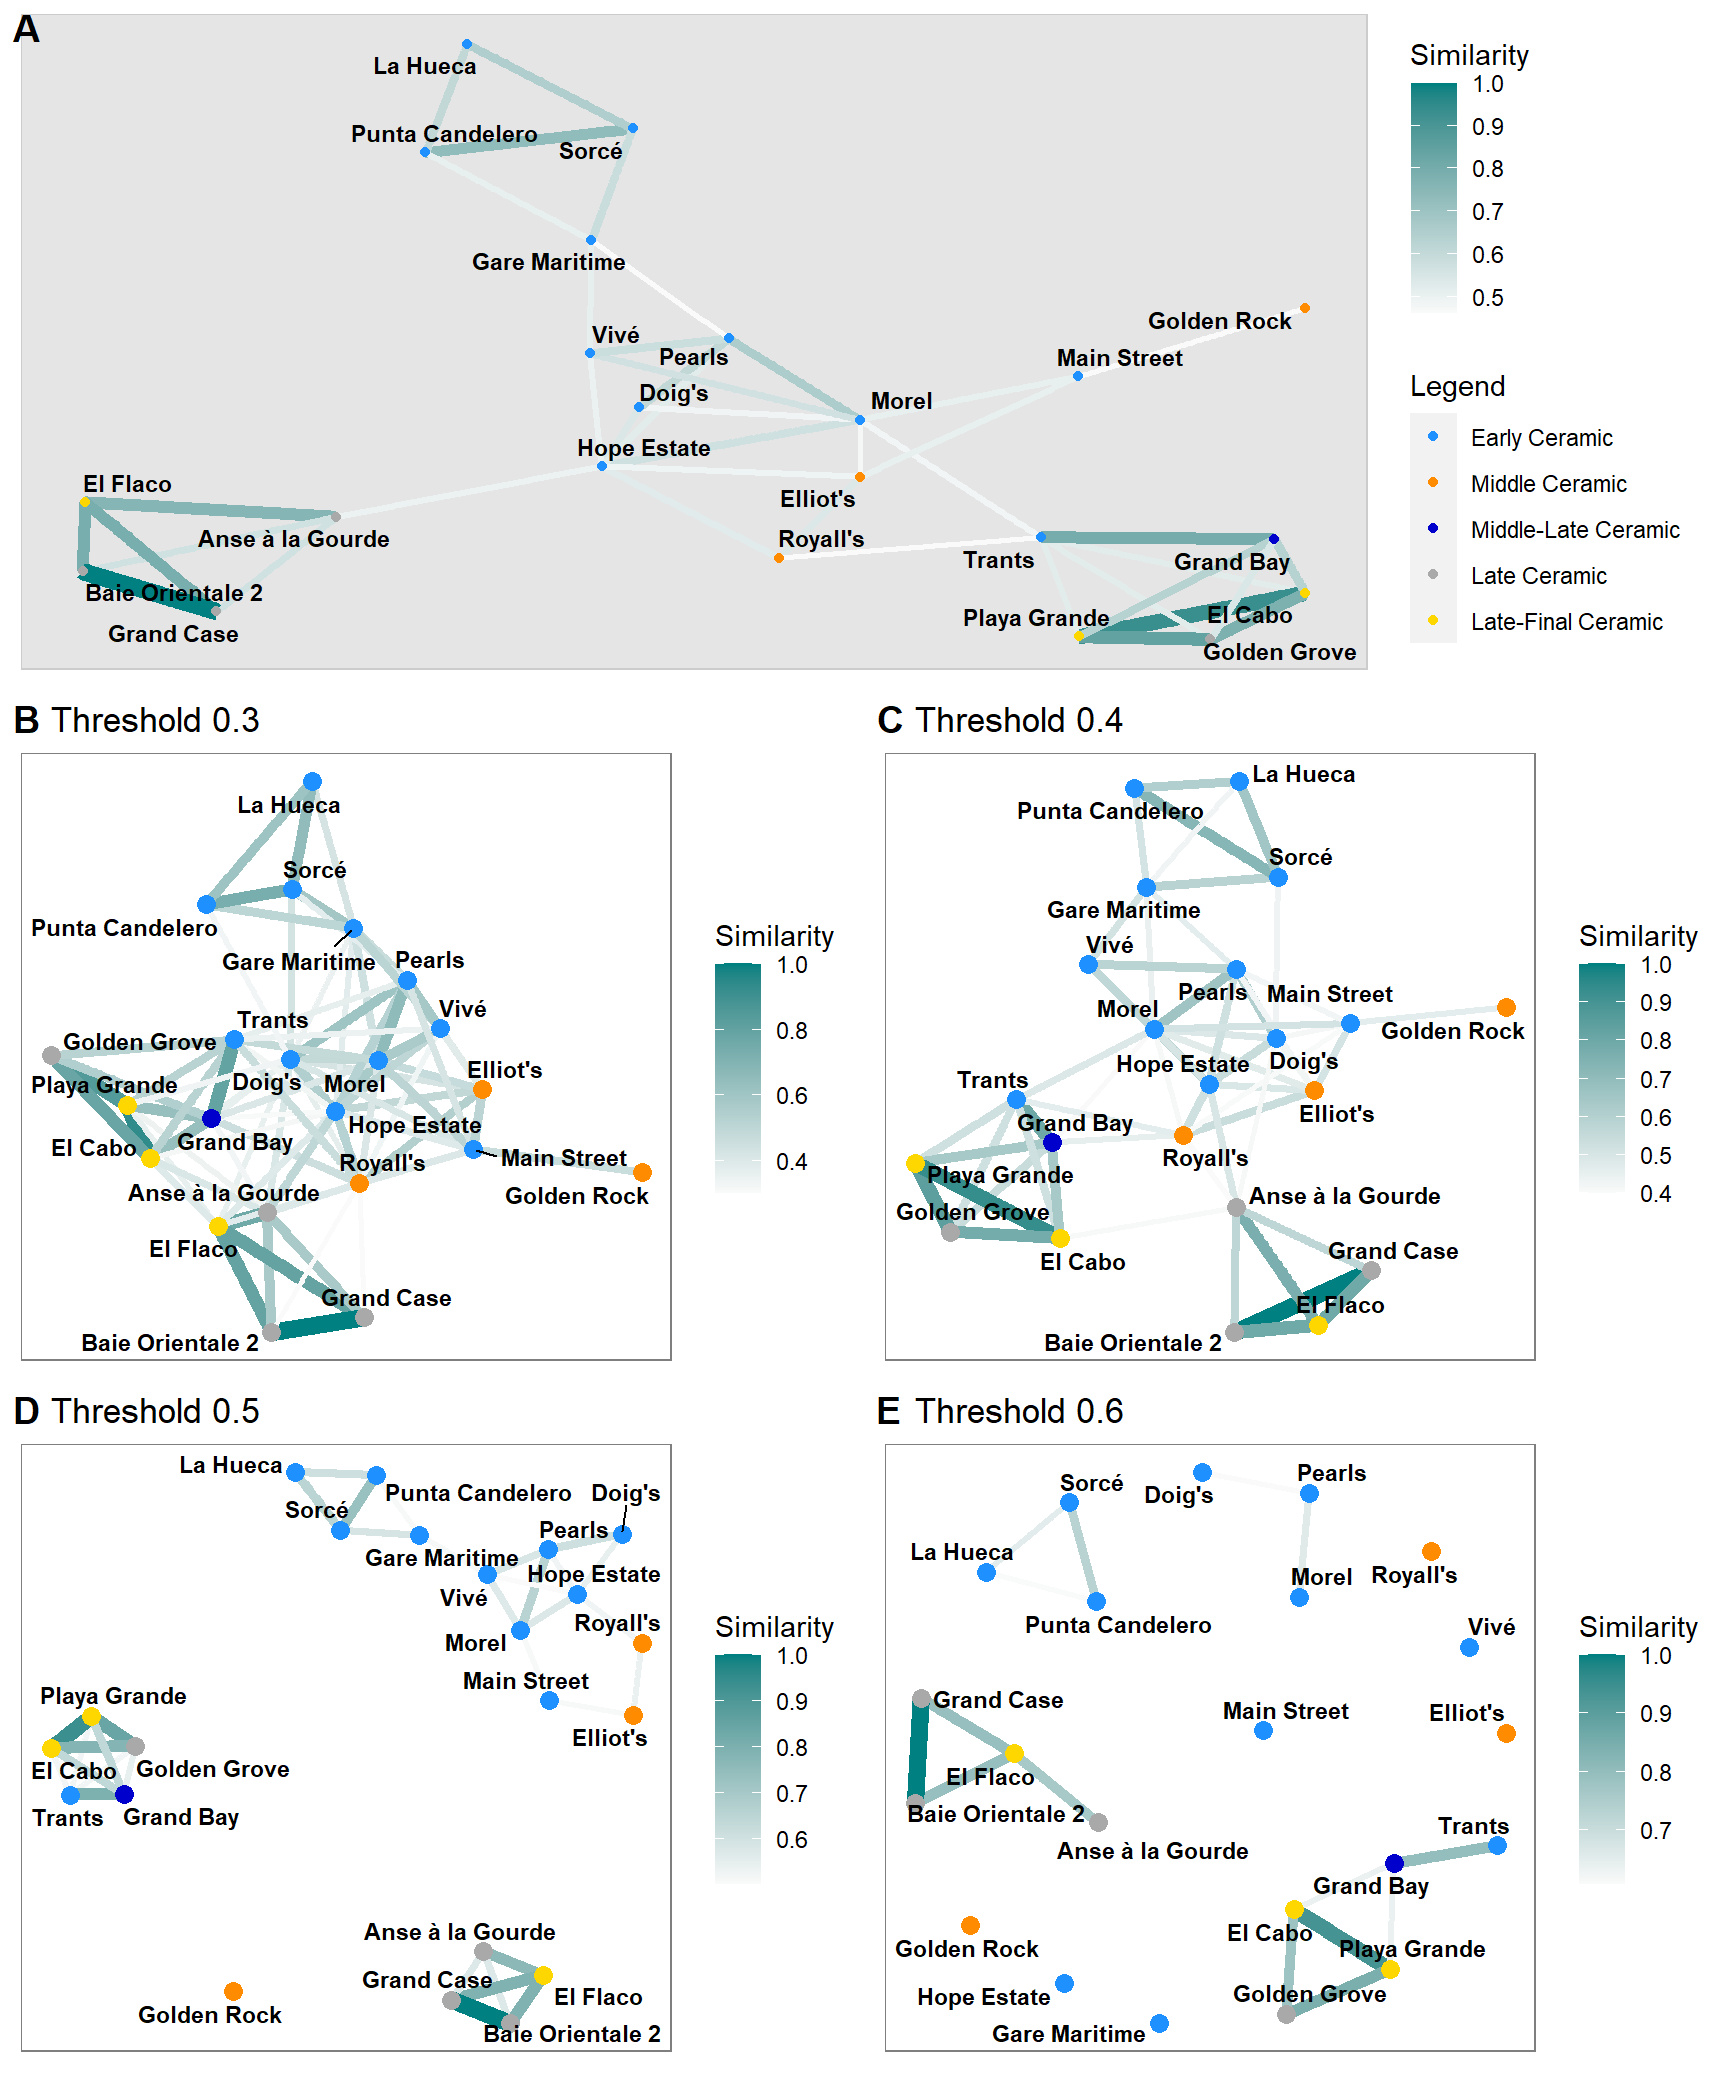 A
La Hueca
Punta Candelero
Sorcé
Gare Maritime
Golden Rock
Vivé
Pearls
Main Street
Doig's
Morel
Hope Estate
El Flaco
Elliot's
Anse à la Gourde
Royall's
Trants
Grand Bay
Baie Orientale 2
Playa Grande
El Cabo
Grand Case
Golden Grove
Similarity
1.0
0.9
0.8
0.7
0.6
0.5
Legend
Early Ceramic
Middle Ceramic
Middle-Late Ceramic
Late Ceramic
Late-Final Ceramic
B Threshold 0.3
La Hueca
Sorcé
Punta Candelero
Gare Maritime
Pearls
Vivé
Trants
Golden Grove
Elliot's
Playa Grande
Doig's
Morel
Hope Estate
Grand Bay
El Cabo
Main Street
Royall's
Anse à la Gourde
Golden Rock
El Flaco
Grand Case
Baie Orientale 2
Similarity
1.0
0.8
0.6
0.4
C Threshold 0.4
La Hueca
Punta Candelero
Sorcé
Gare Maritime
Vivé
Pearls
Main Street
Morel
Golden Rock
Hope Estate
Doig's
Trants
Elliot's
Grand Bay
Royall's
Playa Grande
Anse à la Gourde
Golden Grove
Grand Case
El Cabo
El Flaco
Baie Orientale 2
Similarity
1.0
0.9
0.8
0.7
0.6
0.5
0.4
D Threshold 0.5
La Hueca
Punta Candelero
Doig's
Sorcé
Pearls
Gare Maritime
Hope Estate
Vivé
Royall's
Morel
Main Street
Playa Grande
Elliot's
El Cabo
Golden Grove
Trants
Grand Bay
Anse à la Gourde
Grand Case
El Flaco
Golden Rock
Baie Orientale 2
Similarity
1.0
0.9
0.8
0.7
0.6
E Threshold 0.6
Sorcé
Doig's
Pearls
La Hueca
Morel
Royall's
Punta Candelero
Vivé
Grand Case
Main Street
Elliot's
El Flaco
Baie Orientale 2
Trants
Anse à la Gourde
Grand Bay
El Cabo
Playa Grande
Golden Rock
Hope Estate
Golden Grove
Gare Maritime
Similarity
1.0
0.9
0.8
0.7